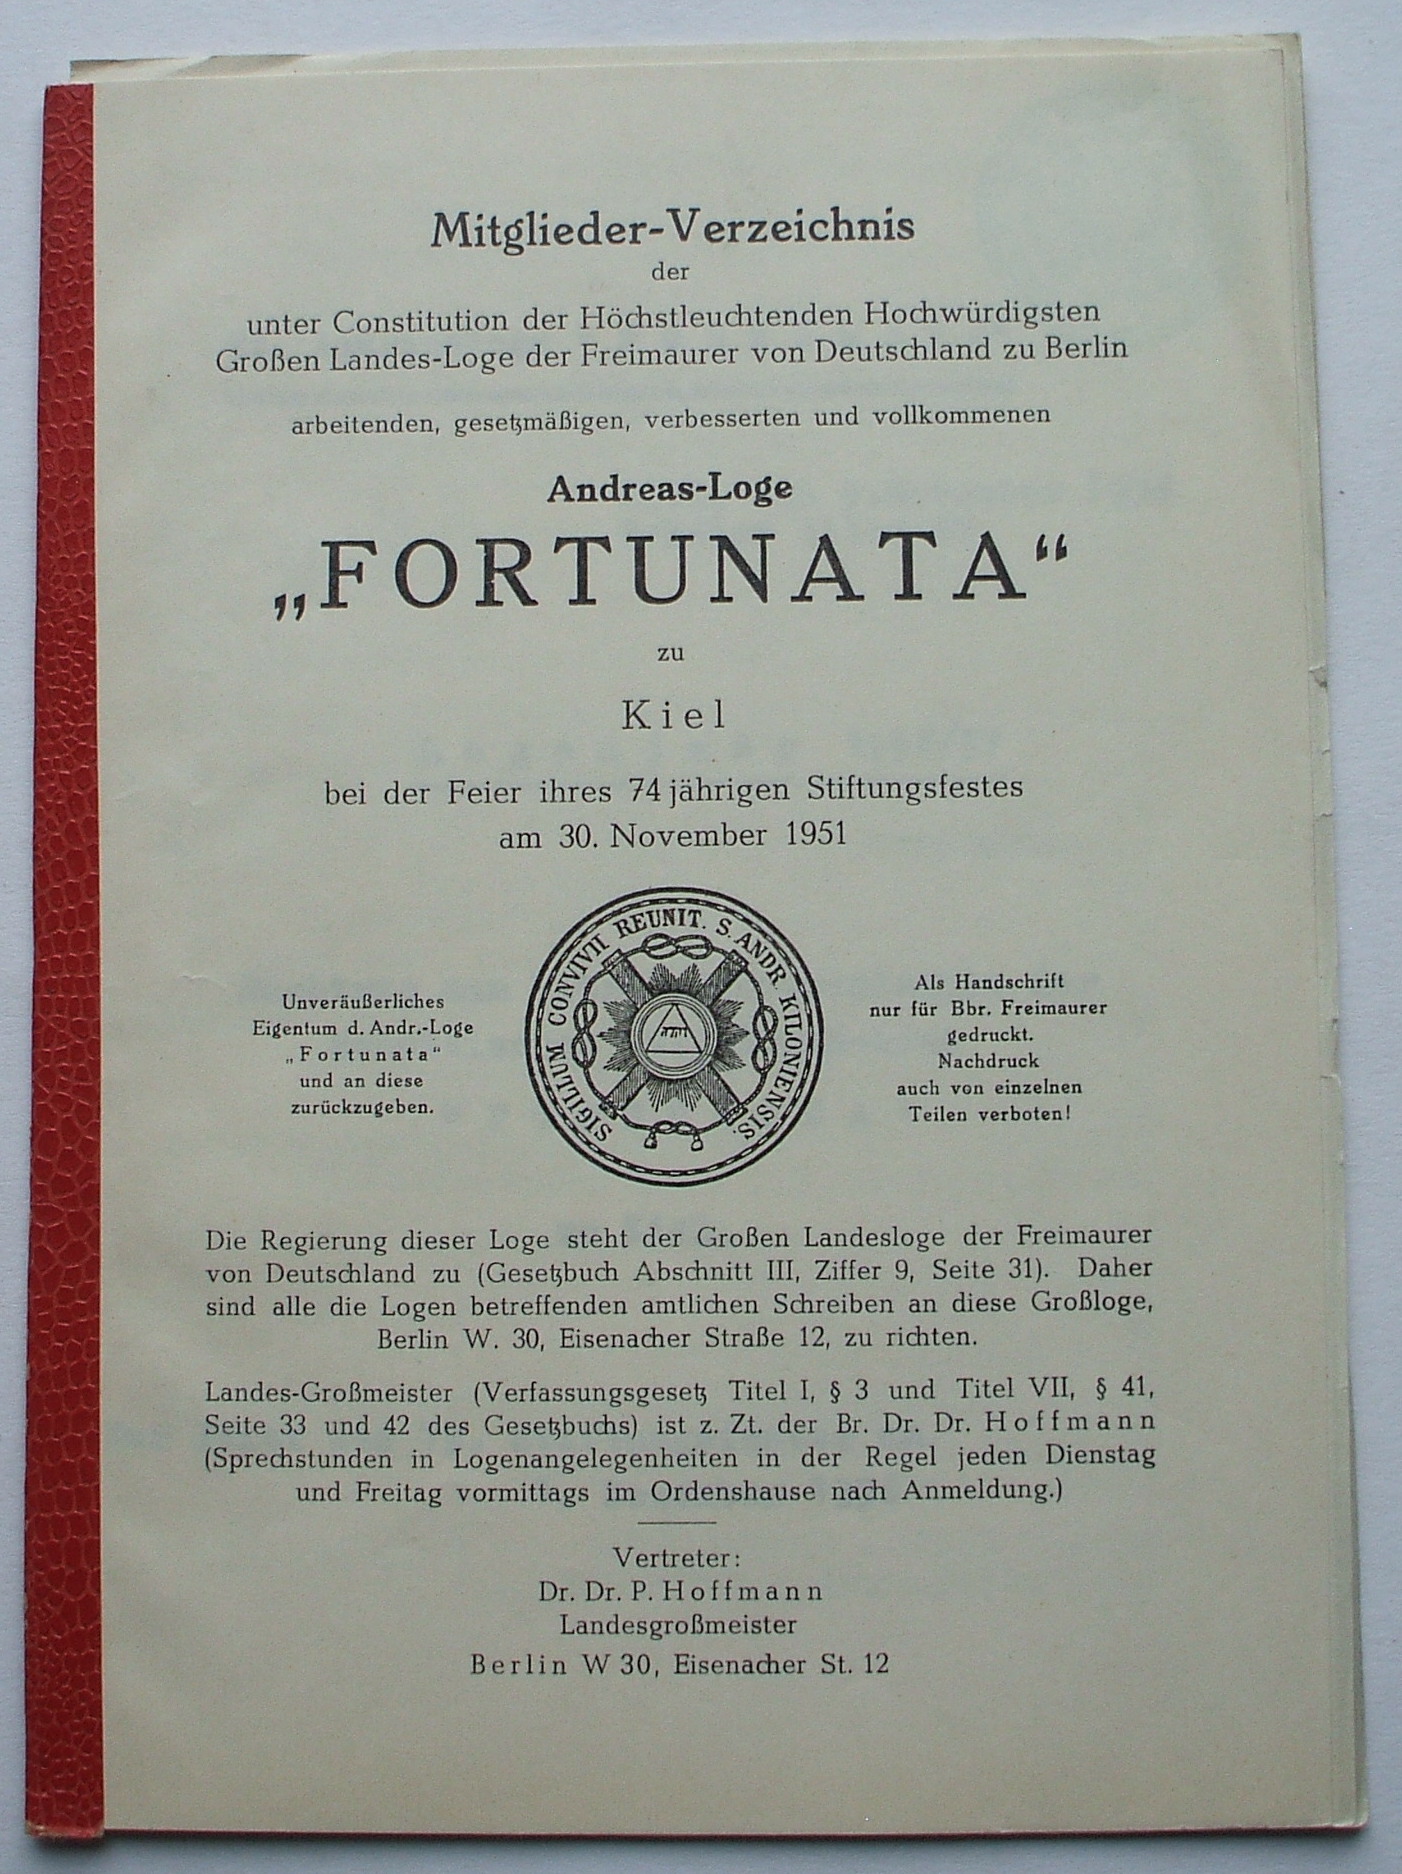 Mitglieder-Verzeichnis
der
unter Constitution der Höchstleuchtenden Hochwürdigsten
Großen Landes-Loge der Freimaurer von Deutschland zu Berlin
arbeitenden, gesetzmäßigen, verbesserten und vollkommenen
Andreas-Loge
„FORTUNATA“
zu
Kiel
bei der Feier ihres 74jährigen Stiftungsfestes
am 30. November 1951
Unveräußerliches
Eigentum d. Andr.-Loge
„Fortunata“
und an diese
zurückzugeben.
SIGILLUM CONVIVII REUNIT. S. ANDR. KILONIENSIS.
Als Handschrift
nur für Bbr. Freimaurer
gedruckt.
Nachdruck
auch von einzelnen
Teilen verboten!
Die Regierung dieser Loge steht der Großen Landesloge der Freimaurer
von Deutschland zu (Gesetzbuch Abschnitt III, Ziffer 9, Seite 31). Daher
sind alle die Logen betreffenden amtlichen Schreiben an diese Großloge,
Berlin W. 30, Eisenacher Straße 12, zu richten.
Landes-Großmeister (Verfassungsgesetz Titel I, § 3 und Titel VII, § 41,
Seite 33 und 42 des Gesetzbuchs) ist z. Zt. der Br. Dr. Dr. Hoffmann
(Sprechstunden in Logenangelegenheiten in der Regel jeden Dienstag
und Freitag vormittags im Ordenshause nach Anmeldung.)
Vertreter:
Dr. Dr. P. Hoffmann
Landesgroßmeister
Berlin W 30, Eisenacher St. 12